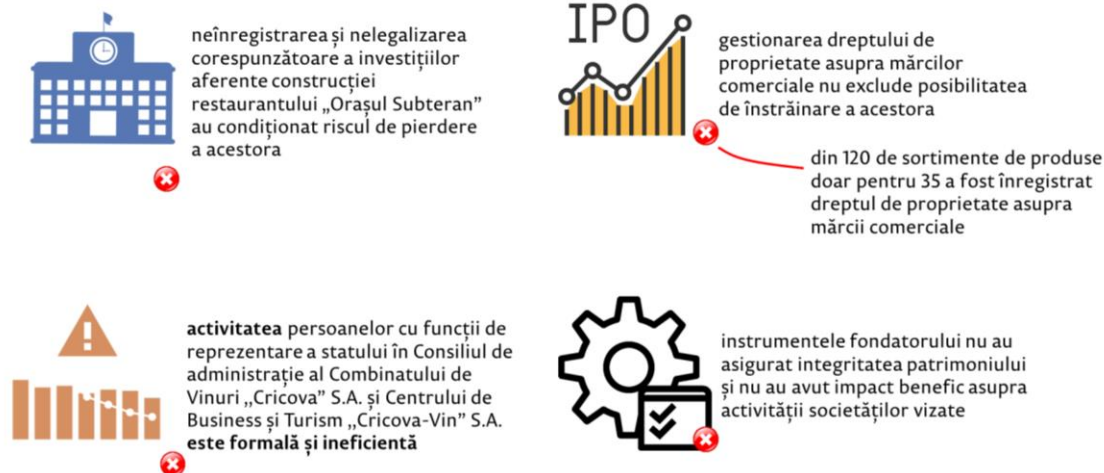 neînregistrarea și nelegalizarea
corespunzătoare a investițiilor
aferente construcției
restaurantului „Orașul Subteran”
au condiționat riscul de pierdere
a acestora
IPO
gestionarea dreptului de
proprietate asupra mărcilor
comerciale nu exclude posibilitatea
de înstrăinare a acestora
din 120 de sortimente de produse
doar pentru 35 a fost înregistrat
dreptul de proprietate asupra
mărcii comerciale
activitatea persoanelor cu funcții de
reprezentare a statului în Consiliul de
administrație al Combinatului de
Vinuri „Cricova” S.A. și Centrului de
Business și Turism „Cricova-Vin” S.A.
este formală și ineficientă
instrumentele fondatorului nu au
asigurat integritatea patrimoniului
și nu au avut impact benefic asupra
activității societăților vizate